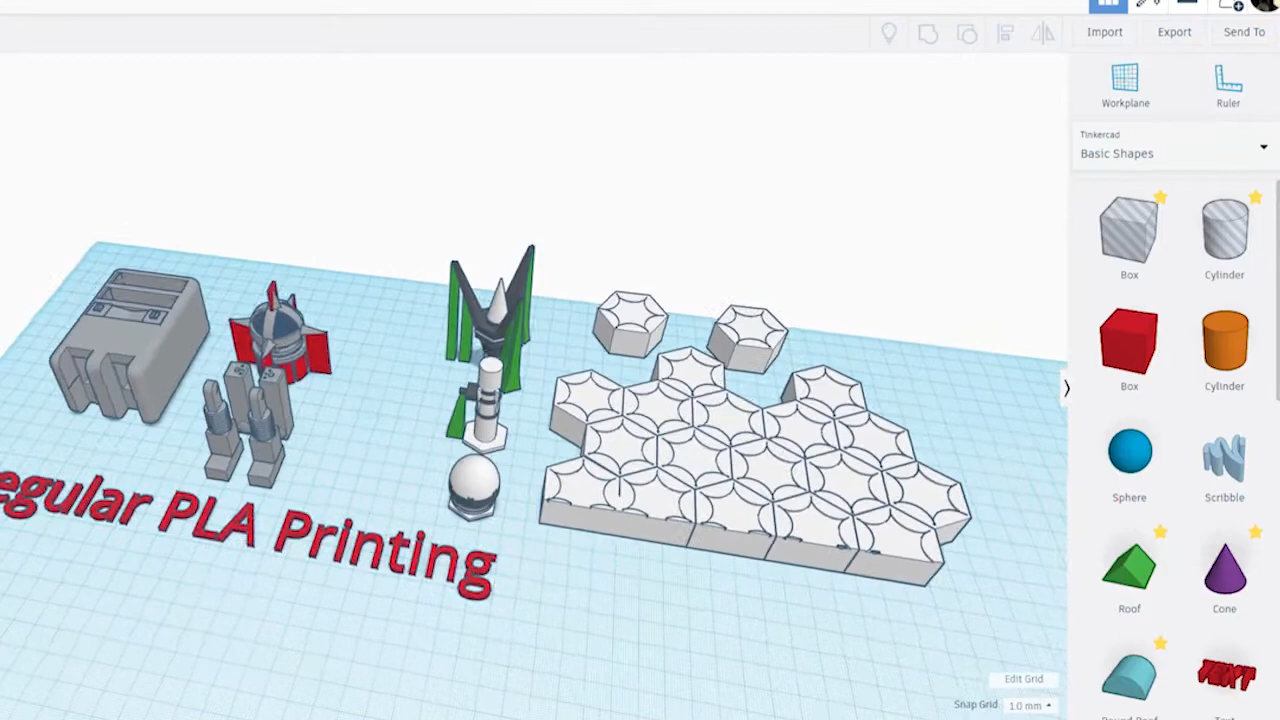 Import
Export
Send To
Workplane
Ruler
Tinkercad
Basic Shapes
Box
Cylinder
Box
Cylinder
Sphere
Scribble
Roof
Cone
TEXT
egular PLA Printing
Edit Grid
Snap Grid 1.0 mm